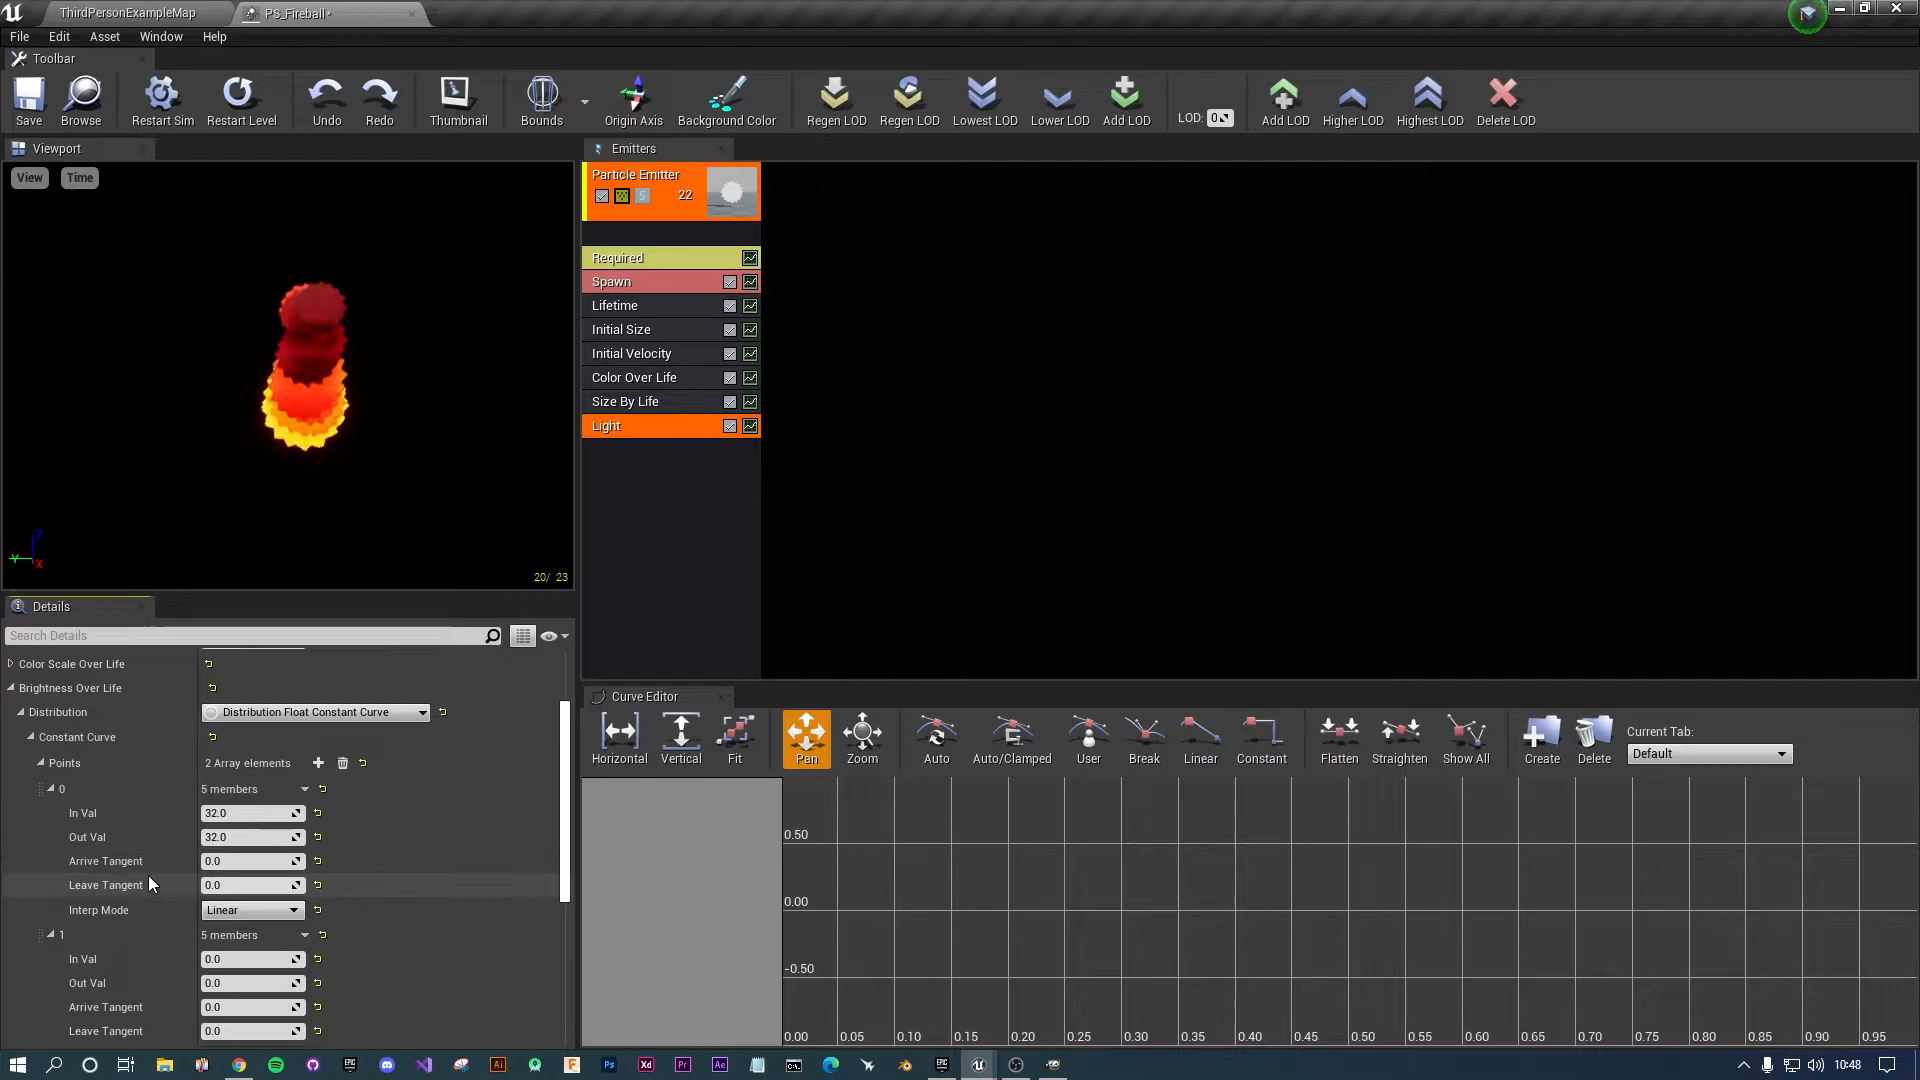 ThirdPersonExampleMap
PS_Fireball*
File Edit Asset Window Help
Toolbar
Save Browse Restart Sim Restart Level Undo Redo Thumbnail Bounds Origin Axis Background Color Regen LOD Regen LOD Lowest LOD Lower LOD Add LOD LOD: 0 Add LOD Higher LOD Highest LOD Delete LOD
Viewport
View Time
Z
Y
X
20/ 23
Emitters
Particle Emitter
S 22
Required
Spawn
Lifetime
Initial Size
Initial Velocity
Color Over Life
Size By Life
Light
Details
Search Details
Color Scale Over Life
Brightness Over Life
Distribution Distribution Float Constant Curve
Constant Curve
Points 2 Array elements
0 5 members
In Val 32.0
Out Val 32.0
Arrive Tangent 0.0
Leave Tangent 0.0
Interp Mode Linear
1 5 members
In Val 0.0
Out Val 0.0
Arrive Tangent 0.0
Leave Tangent 0.0
Curve Editor
Horizontal Vertical Fit Pan Zoom Auto Auto/Clamped User Break Linear Constant Flatten Straighten Show All Create Delete
Current Tab:
Default
0.50
0.00
-0.50
0.00 0.05 0.10 0.15 0.20 0.25 0.30 0.35 0.40 0.45 0.50 0.55 0.60 0.65 0.70 0.75 0.80 0.85 0.90 0.95
EPIC Ai Ps Xd Pr Ae EPIC
10:48